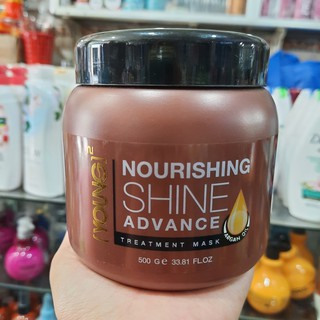 NOURISHING
SHINE
ADVANCE
TREATMENT MASK
ARGAN OIL
500 G e 33.81 FL.OZ